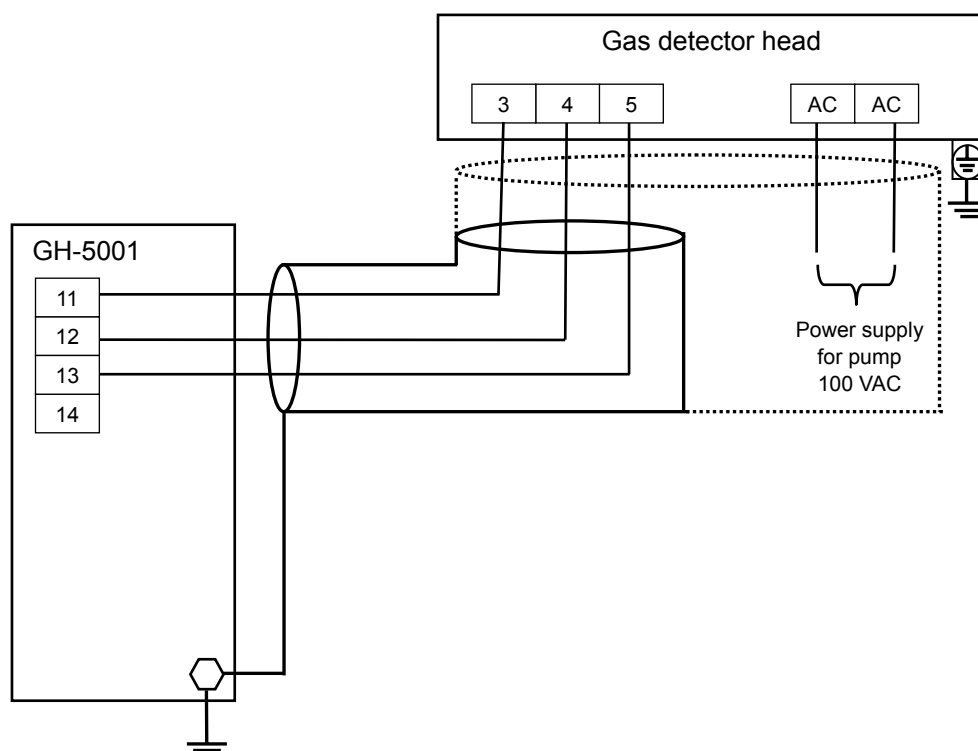 Gas detector head
3 4 5 AC AC
GH-5001
11
12
13
14
Power supply
for pump
100 VAC